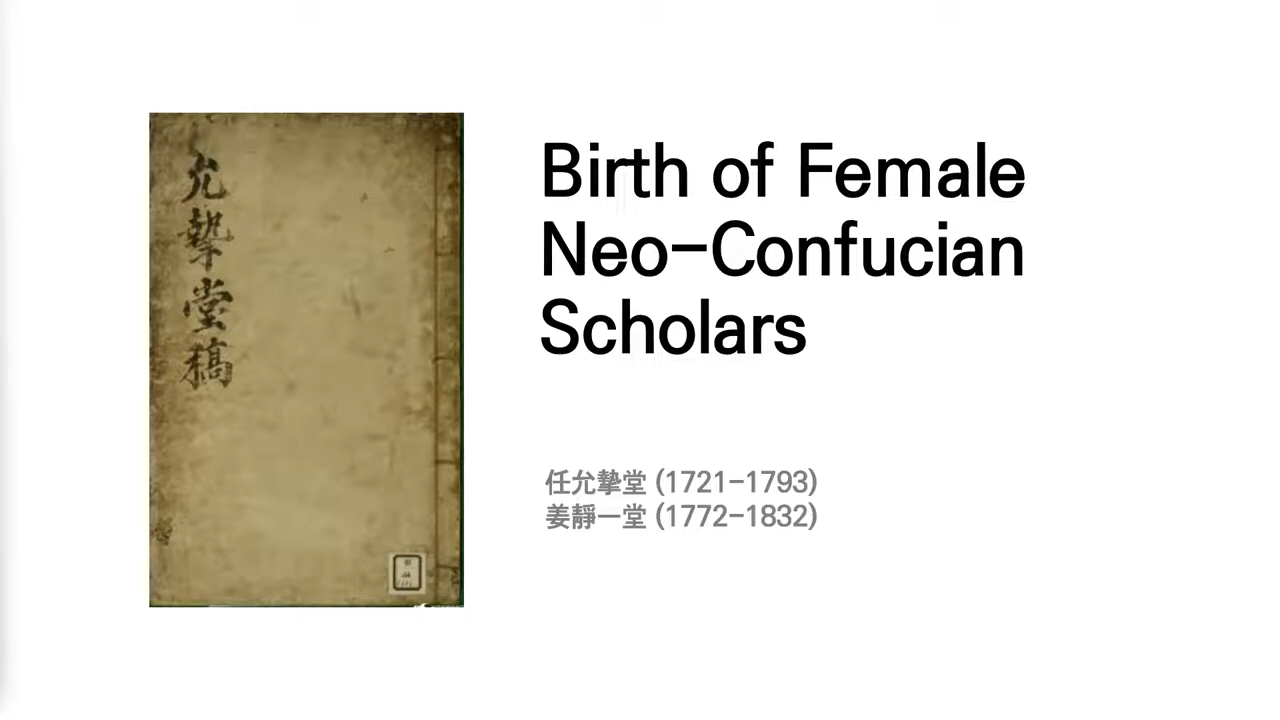 允摯堂稿
Birth of Female
Neo-Confucian
Scholars
任允摯堂 (1721-1793)
姜靜一堂 (1772-1832)